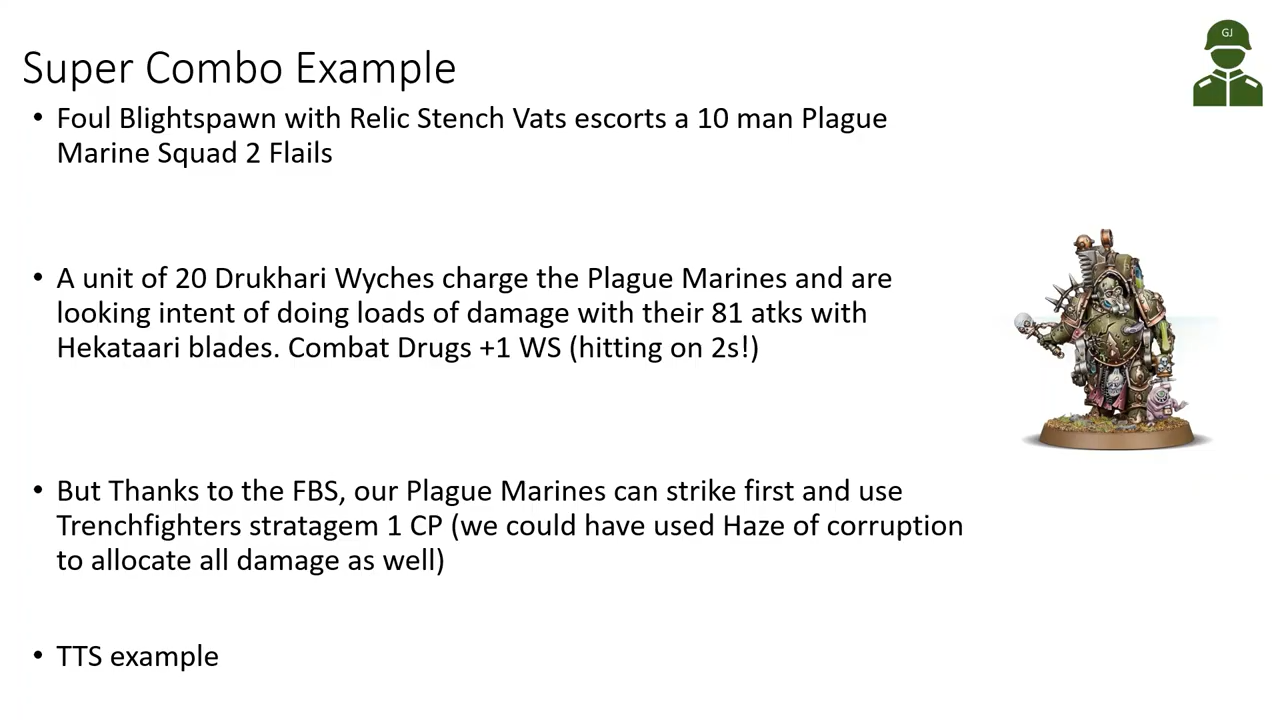 GJ
Super Combo Example
• Foul Blightspawn with Relic Stench Vats escorts a 10 man Plague
Marine Squad 2 Flails
• A unit of 20 Drukhari Wyches charge the Plague Marines and are
looking intent of doing loads of damage with their 81 atks with
Hekataari blades. Combat Drugs +1 WS (hitting on 2s!)
• But Thanks to the FBS, our Plague Marines can strike first and use
Trenchfighters stratagem 1 CP (we could have used Haze of corruption
to allocate all damage as well)
• TTS example